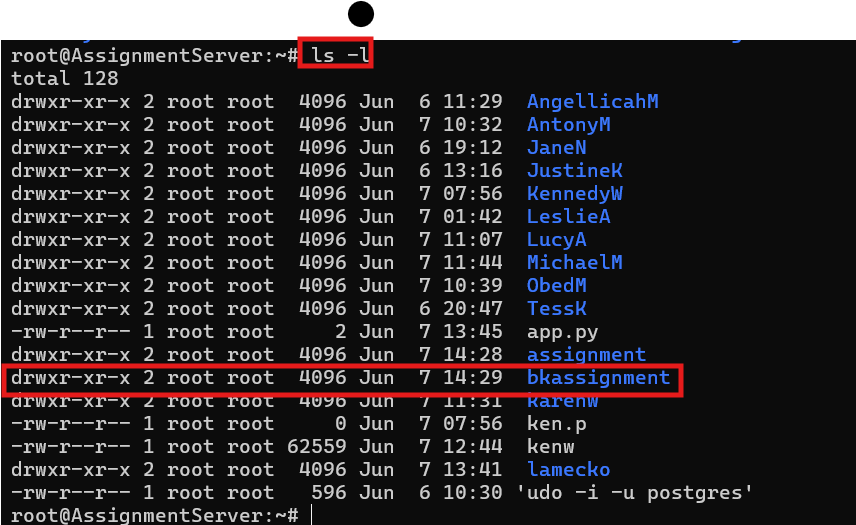 root@AssignmentServer:~# ls -l
total 128
drwxr-xr-x 2 root root  4096 Jun  6 11:29  AngellicahM
drwxr-xr-x 2 root root  4096 Jun  7 10:32  AntonyM
drwxr-xr-x 2 root root  4096 Jun  6 19:12  JaneN
drwxr-xr-x 2 root root  4096 Jun  6 13:16  JustineK
drwxr-xr-x 2 root root  4096 Jun  7 07:56  KennedyW
drwxr-xr-x 2 root root  4096 Jun  7 01:42  LeslieA
drwxr-xr-x 2 root root  4096 Jun  7 11:07  LucyA
drwxr-xr-x 2 root root  4096 Jun  7 11:44  MichaelM
drwxr-xr-x 2 root root  4096 Jun  7 10:39  ObedM
drwxr-xr-x 2 root root  4096 Jun  6 20:47  TessK
-rw-r--r-- 1 root root     2 Jun  7 13:45  app.py
drwxr-xr-x 2 root root  4096 Jun  7 14:28  assignment
drwxr-xr-x 2 root root  4096 Jun  7 14:29  bkassignment
drwxr-xr-x 2 root root  4096 Jun  7 11:31  karenW
-rw-r--r-- 1 root root     0 Jun  7 07:56  ken.p
-rw-r--r-- 1 root root 62559 Jun  7 12:44  kenw
drwxr-xr-x 2 root root  4096 Jun  7 13:41  lamecko
-rw-r--r-- 1 root root   596 Jun  6 10:30 'udo -i -u postgres'
root@AssignmentServer:~#